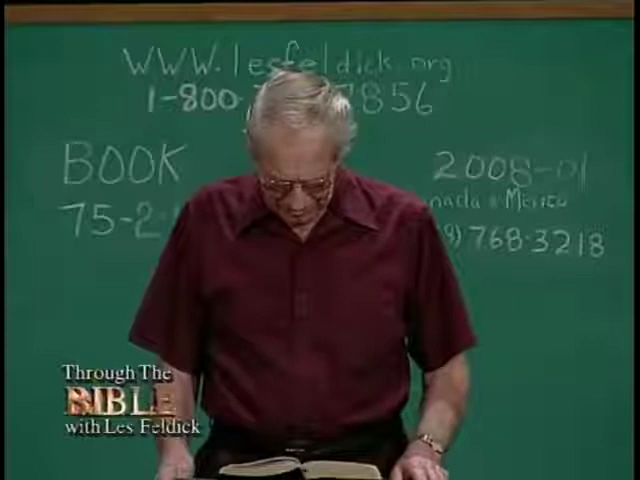 www.lesfeldick.org
1-800- 7856
BOOK 2008-01
75-2 & Mexico
768-3218
Through The
BIBLE
with Les Feldick